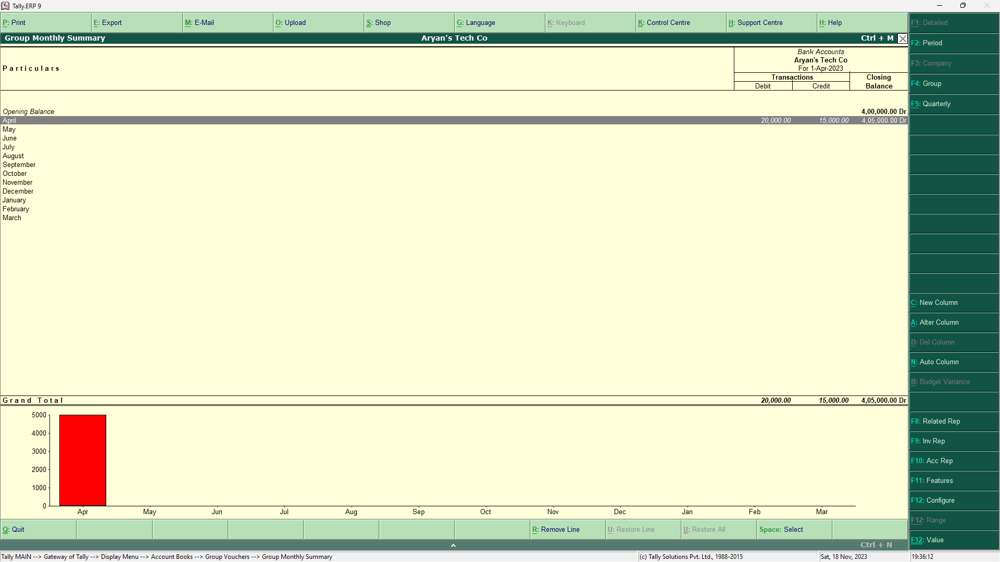 Tally.ERP 9
P: Print
E: Export
M: E-Mail
O: Upload
S: Shop
G: Language
K: Keyboard
K: Control Centre
H: Support Centre
H: Help
Group Monthly Summary
Aryan's Tech Co
Ctrl + M
Particulars
Bank Accounts
Aryan's Tech Co
For 1-Apr-2023
Transactions
Closing
Debit
Credit
Balance
Opening Balance 4,00,000.00 Dr
April 20,000.00 15,000.00 4,05,000.00 Dr
May
June
July
August
September
October
November
December
January
February
March
Grand Total 20,000.00 15,000.00 4,05,000.00 Dr
5000
4000
3000
2000
1000
0
Apr May Jun Jul Aug Sep Oct Nov Dec Jan Feb Mar
Q: Quit
R: Remove Line
U: Restore Line
U: Restore All
Space: Select
Ctrl + N
F1: Detailed
F2: Period
F3: Company
F4: Group
F5: Quarterly
C: New Column
A: Alter Column
D: Del Column
N: Auto Column
B: Budget Variance
F8: Related Rep
F9: Inv Rep
F10: Acc Rep
F11: Features
F12: Configure
F12: Range
F12: Value
Tally MAIN --> Gateway of Tally --> Display Menu --> Account Books --> Group Vouchers --> Group Monthly Summary
(c) Tally Solutions Pvt. Ltd., 1988-2015
Sat, 18 Nov, 2023
19:36:12